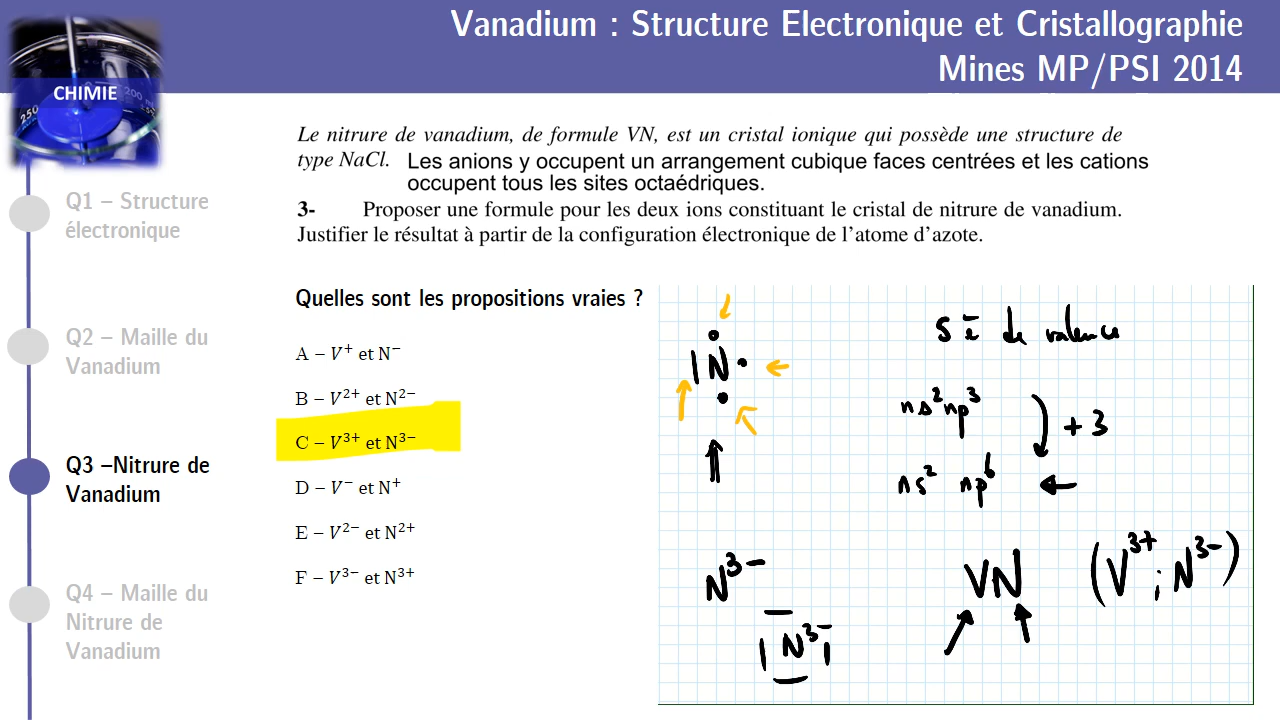 Vanadium : Structure Electronique et Cristallographie
Mines MP/PSI 2014
CHIMIE
250
200
Le nitrure de vanadium, de formule VN, est un cristal ionique qui possède une structure de
type NaCl. Les anions y occupent un arrangement cubique faces centrées et les cations
occupent tous les sites octaédriques.
3- Proposer une formule pour les deux ions constituant le cristal de nitrure de vanadium.
Justifier le résultat à partir de la configuration électronique de l'atome d'azote.
Q1 – Structure
électronique
Q2 – Maille du
Vanadium
Q3 –Nitrure de
Vanadium
Q4 – Maille du
Nitrure de
Vanadium
Quelles sont les propositions vraies ?
A – V⁺ et N⁻
B – V²⁺ et N²⁻
C – V³⁺ et N³⁻
D – V⁻ et N⁺
E – V²⁻ et N²⁺
F – V³⁻ et N³⁺
5 e⁻ de valence
|N
ns² np³
+3
ns² np⁶
N³⁻
VN (V³⁺ ; N³⁻)
|N³⁻|